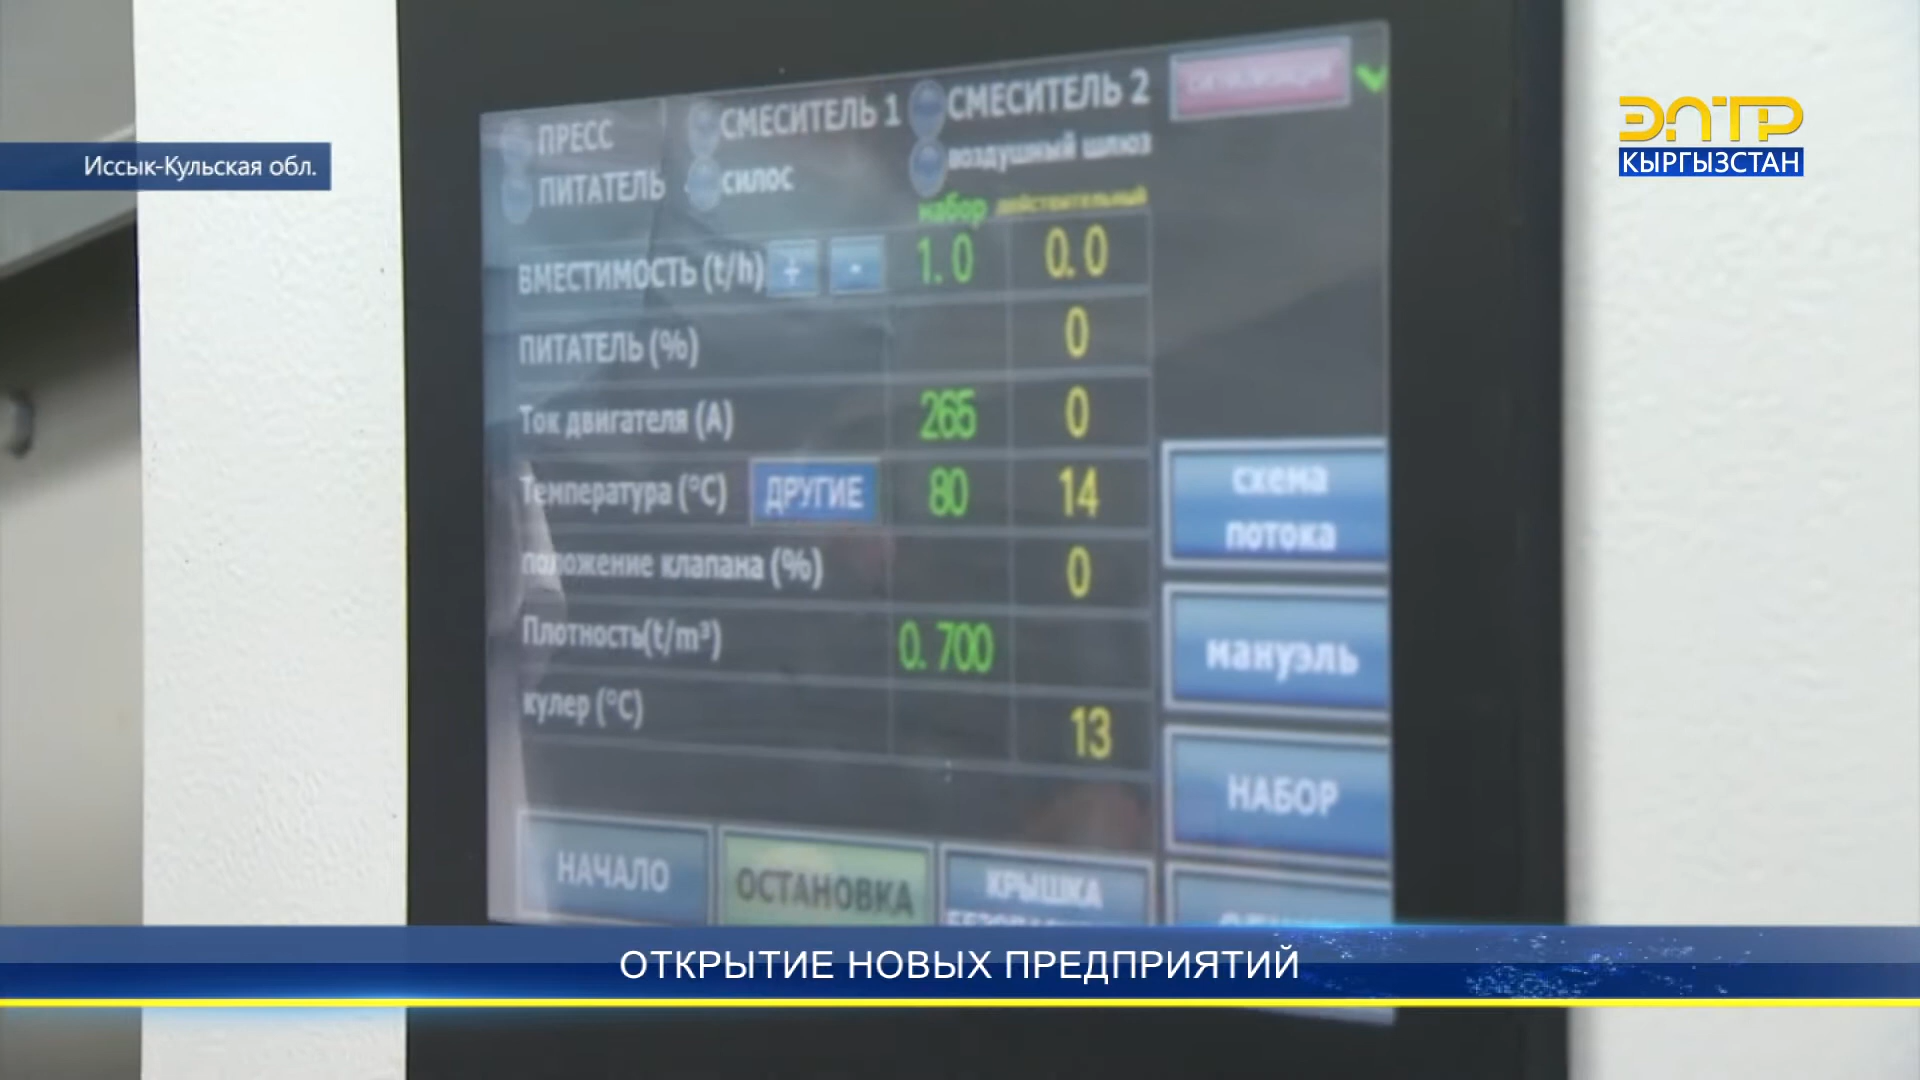 ЭЛТР
КЫРГЫЗСТАН
Иссык-Кульская обл.
ПРЕСС СМЕСИТЕЛЬ 1 СМЕСИТЕЛЬ 2
ПИТАТЕЛЬ силос воздушный шлюз
набор действительный
ВМЕСТИМОСТЬ (t/h) + - 1.0 0.0
ПИТАТЕЛЬ (%) 0
Ток двигателя (А) 265 0
Температура (°C) ДРУГИЕ 80 14
положение клапана (%) 0
Плотность(t/m³) 0.700
кулер (°C) 13
схема
потока
мануэль
НАБОР
НАЧАЛО ОСТАНОВКА КРЫШКА
ОТКРЫТИЕ НОВЫХ ПРЕДПРИЯТИЙ